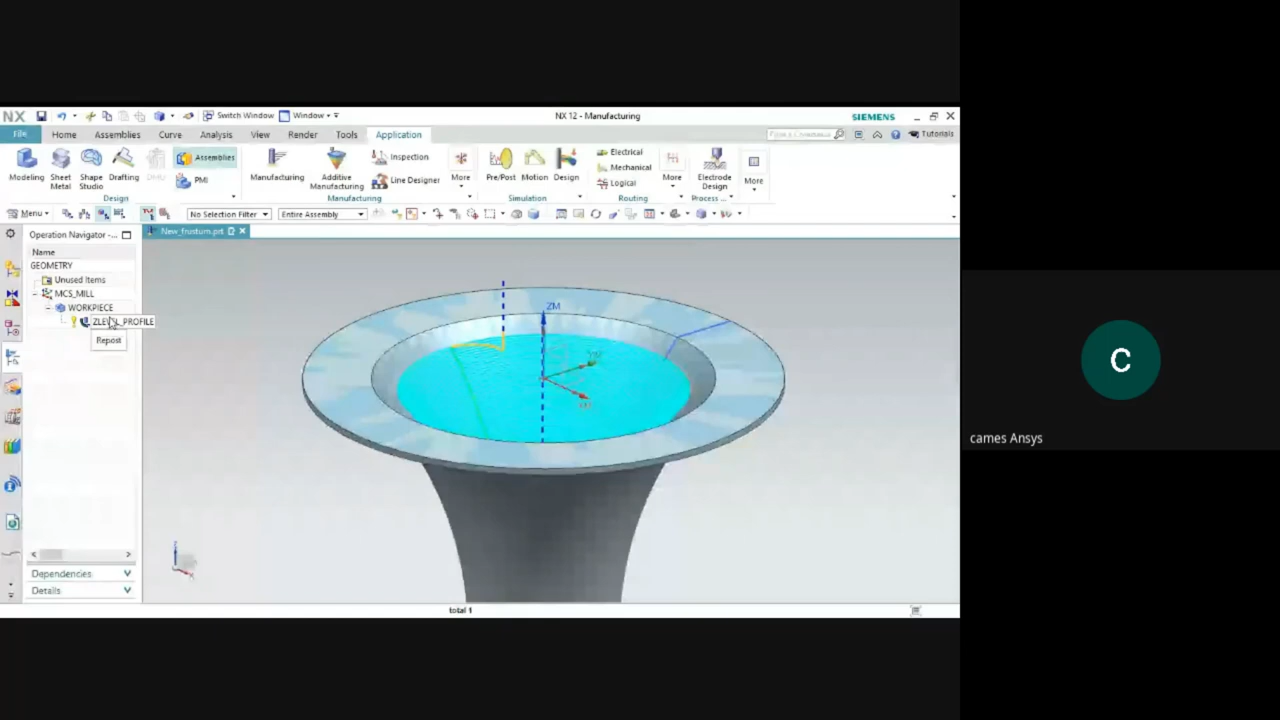 NX Switch Window Window NX 12 - Manufacturing SIEMENS
File Home Assemblies Curve Analysis View Render Tools Application Tutorials
Assemblies Inspection Electrical
Mechanical
Modeling Sheet Metal Shape Studio Drafting PMI Manufacturing Additive Manufacturing Line Designer More Pre/Post Motion Design Logical More Electrode Design More
Design Manufacturing Simulation Routing Process ...
Menu No Selection Filter Entire Assembly
Operation Navigator -... New_frustum.prt
Name
GEOMETRY
Unused Items
MCS_MILL
WORKPIECE
ZLEVEL_PROFILE
Repost
ZM
Dependencies
Details
total 1
C
cames Ansys